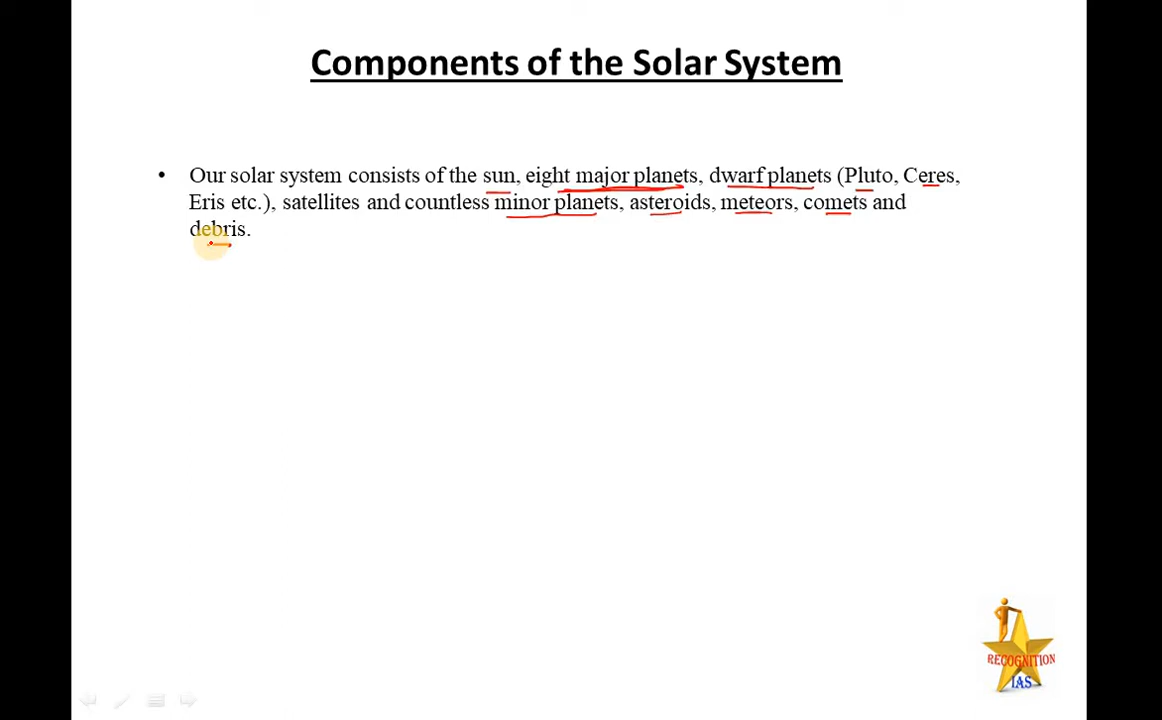 Components of the Solar System
• Our solar system consists of the sun, eight major planets, dwarf planets (Pluto, Ceres,
Eris etc.), satellites and countless minor planets, asteroids, meteors, comets and
debris.
RECOGNITION
IAS